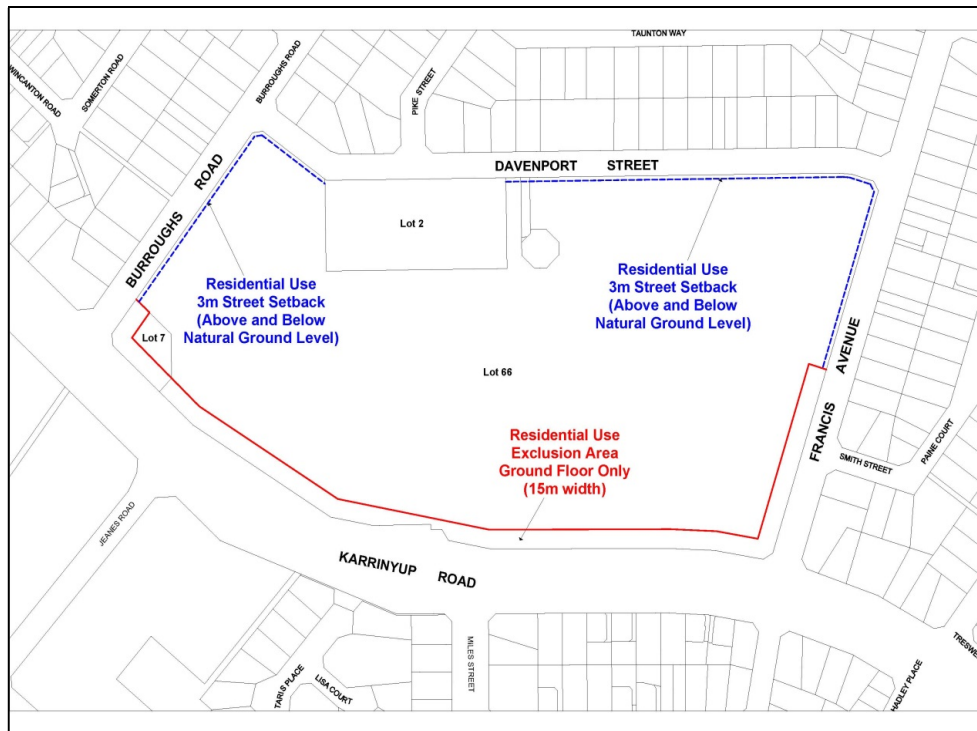 TAUNTON WAY
WINCANTON ROAD
SOMERTON ROAD
BURROUGHS ROAD
PIKE STREET
DAVENPORT STREET
BURROUGHS ROAD
Lot 2
Residential Use
3m Street Setback
(Above and Below
Natural Ground Level)
Residential Use
3m Street Setback
(Above and Below
Natural Ground Level)
Lot 7
Lot 66
FRANCIS AVENUE
Residential Use
Exclusion Area
Ground Floor Only
(15m width)
SMITH STREET
PAINE COURT
JEANES ROAD
KARRINYUP ROAD
MILES STREET
TARIS PLACE
LISA COURT
HADLEY PLACE